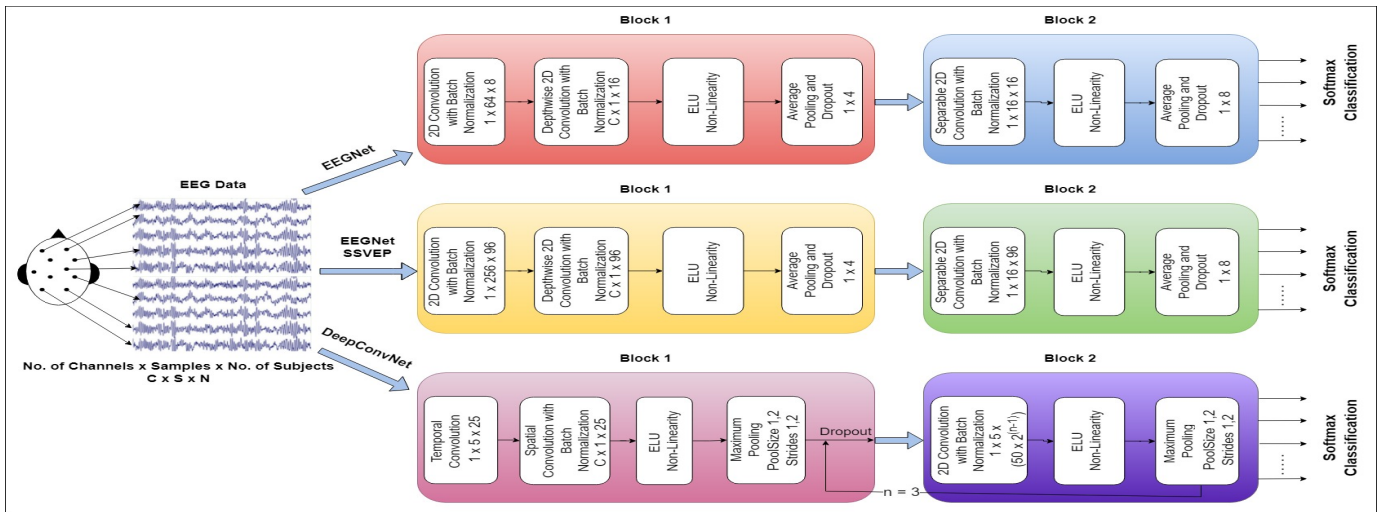 Block 1
Block 2
2D Convolution
with Batch
Normalization
1 x 64 x 8
Depthwise 2D
Convolution with
Batch
Normalization
C x 1 x 16
ELU
Non-Linearity
Average
Pooling and
Dropout
1 x 4
Separable 2D
Convolution with
Batch
Normalization
1 x 16 x 16
ELU
Non-Linearity
Average
Pooling and
Dropout
1 x 8
Softmax
Classification
EEGNet
EEG Data
Block 1
Block 2
EEGNet
SSVEP
2D Convolution
with Batch
Normalization
1 x 256 x 96
Depthwise 2D
Convolution with
Batch
Normalization
C x 1 x 96
ELU
Non-Linearity
Average
Pooling and
Dropout
1 x 4
Separable 2D
Convolution with
Batch
Normalization
1 x 16 x 96
ELU
Non-Linearity
Average
Pooling and
Dropout
1 x 8
Softmax
Classification
DeepConvNet
No. of Channels x Samples x No. of Subjects
C x S x N
Block 1
Block 2
Temporal
Convolution
1 x 5 x 25
Spatial
Convolution with
Batch
Normalization
C x 1 x 25
ELU
Non-Linearity
Maximum
Pooling
PoolSize 1,2
Strides 1,2
Dropout
2D Convolution
with Batch
Normalization
1 x 5 x
(50 x 2^(n-1))
ELU
Non-Linearity
Maximum
Pooling
PoolSize 1,2
Strides 1,2
n = 3
Softmax
Classification